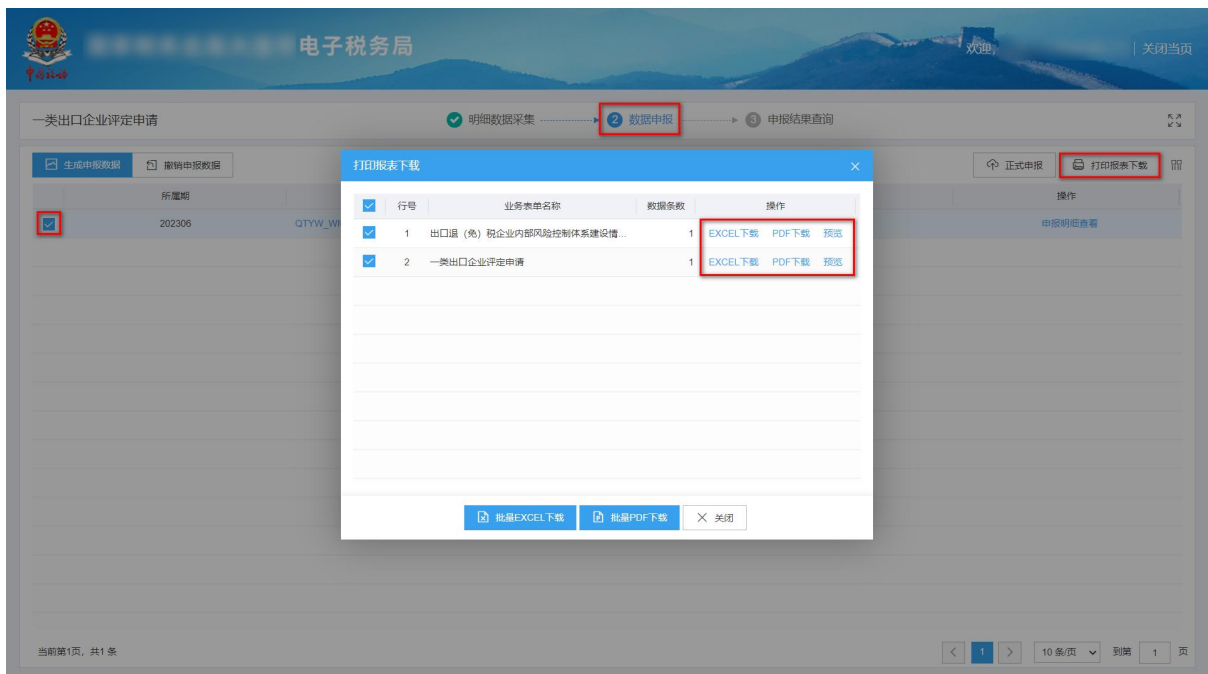 电子税务局
欢迎,
关闭当页
中国税务
一类出口企业评定申请
明细数据采集
2 数据申报
3 申报结果查询
生成申报数据
撤销申报数据
正式申报
打印报表下载
所属期
操作
202306
QTYW_W
申报明细查看
打印报表下载
行号 业务表单名称 数据条数 操作
1 出口退（免）税企业内部风险控制体系建设情... 1 EXCEL下载 PDF下载 预览
2 一类出口企业评定申请 1 EXCEL下载 PDF下载 预览
批量EXCEL下载
批量PDF下载
关闭
当前第1页, 共1 条
1
10 条/页
到第 1 页